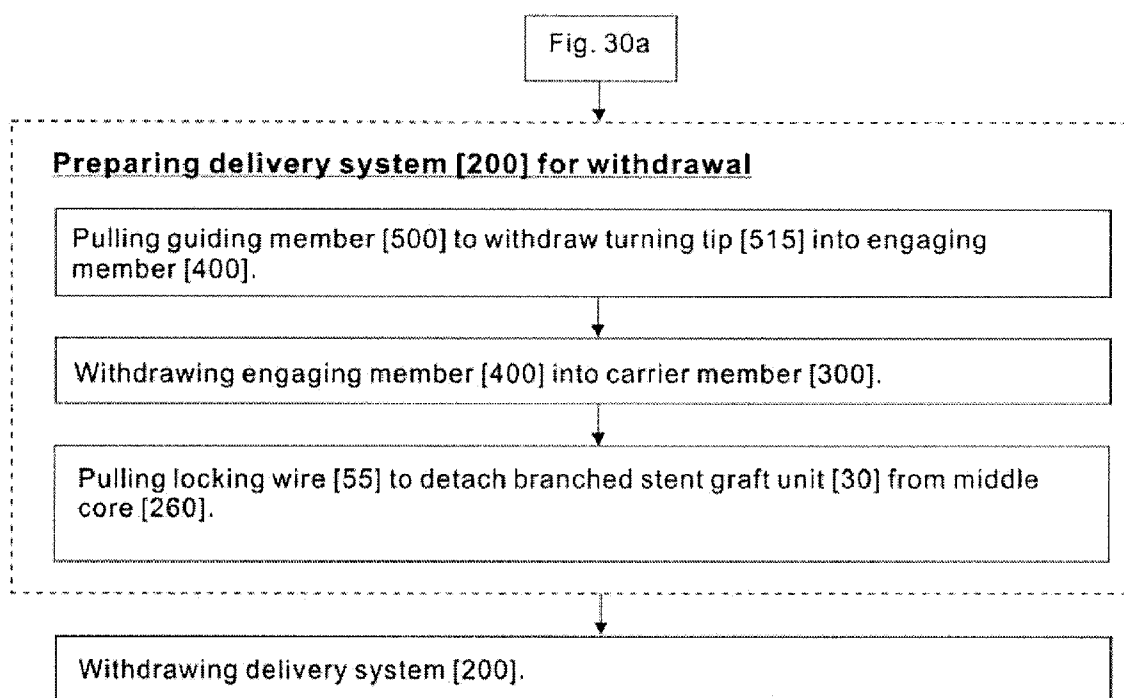 Fig. 30a
Preparing delivery system [200] for withdrawal
Pulling guiding member [500] to withdraw turning tip [515] into engaging
member [400].
Withdrawing engaging member [400] into carrier member [300].
Pulling locking wire [55] to detach branched stent graft unit [30] from middle
core [260].
Withdrawing delivery system [200].